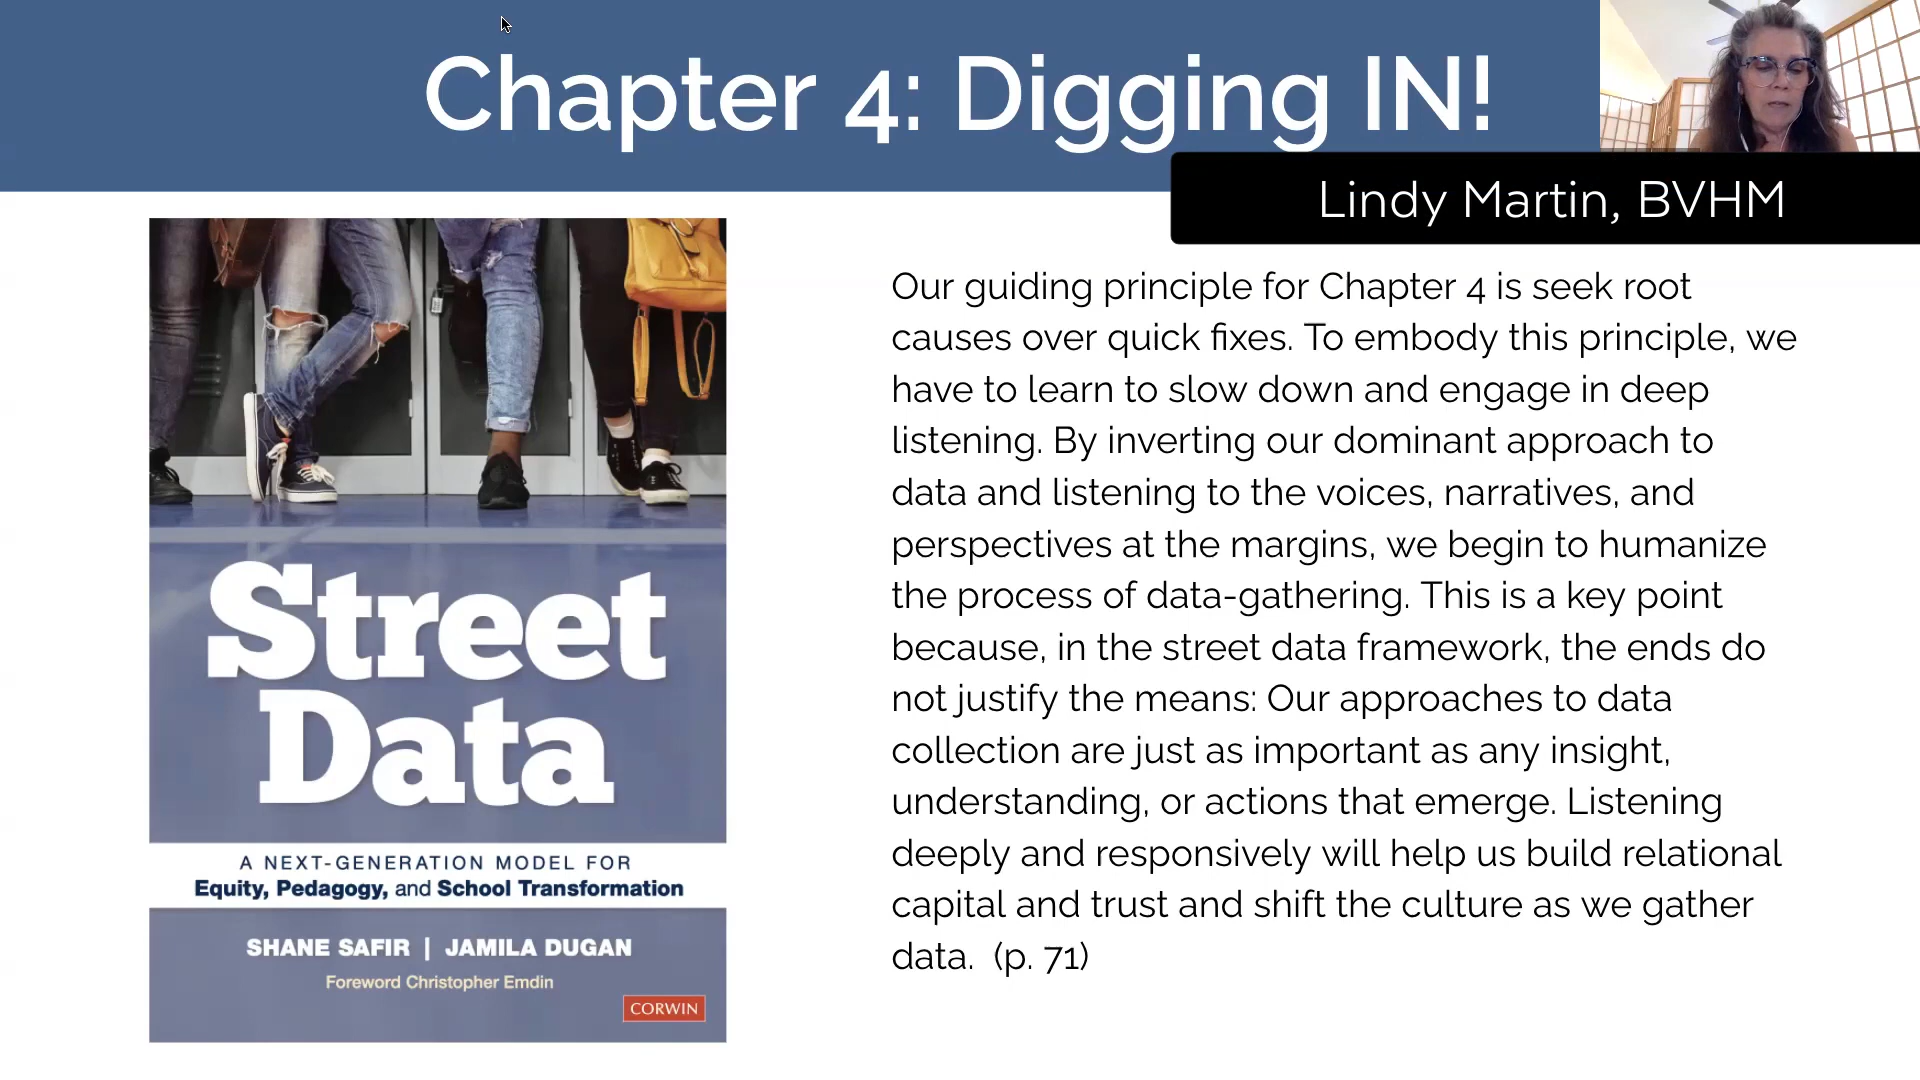 Chapter 4: Digging IN!
Lindy Martin, BVHM
Street
Data
A NEXT-GENERATION MODEL FOR
Equity, Pedagogy, and School Transformation
SHANE SAFIR | JAMILA DUGAN
Foreword Christopher Emdin
CORWIN
Our guiding principle for Chapter 4 is seek root
causes over quick fixes. To embody this principle, we
have to learn to slow down and engage in deep
listening. By inverting our dominant approach to
data and listening to the voices, narratives, and
perspectives at the margins, we begin to humanize
the process of data-gathering. This is a key point
because, in the street data framework, the ends do
not justify the means: Our approaches to data
collection are just as important as any insight,
understanding, or actions that emerge. Listening
deeply and responsively will help us build relational
capital and trust and shift the culture as we gather
data. (p. 71)